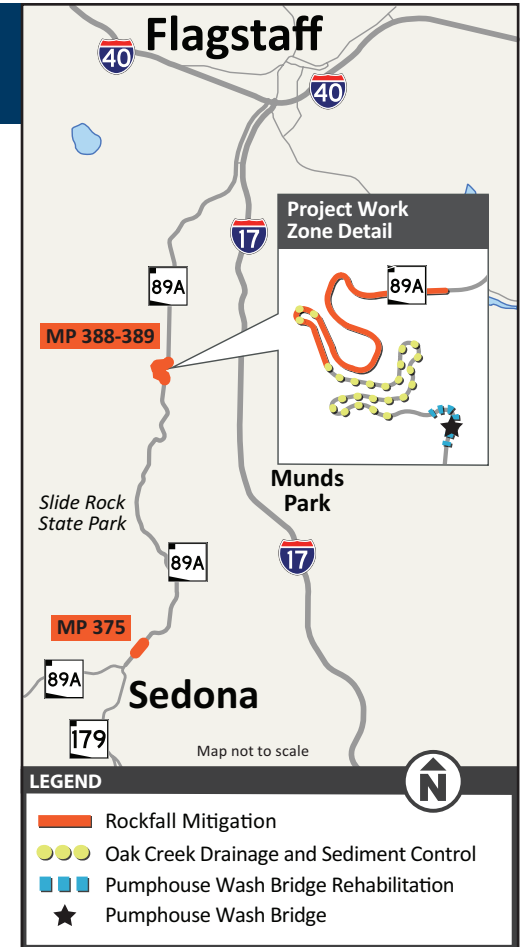 Flagstaff
40
40
17
Project Work
Zone Detail
89A
89A
MP 388-389
Munds
Park
Slide Rock
State Park
17
89A
MP 375
89A
Sedona
179
Map not to scale
LEGEND
N
Rockfall Mitigation
Oak Creek Drainage and Sediment Control
Pumphouse Wash Bridge Rehabilitation
Pumphouse Wash Bridge